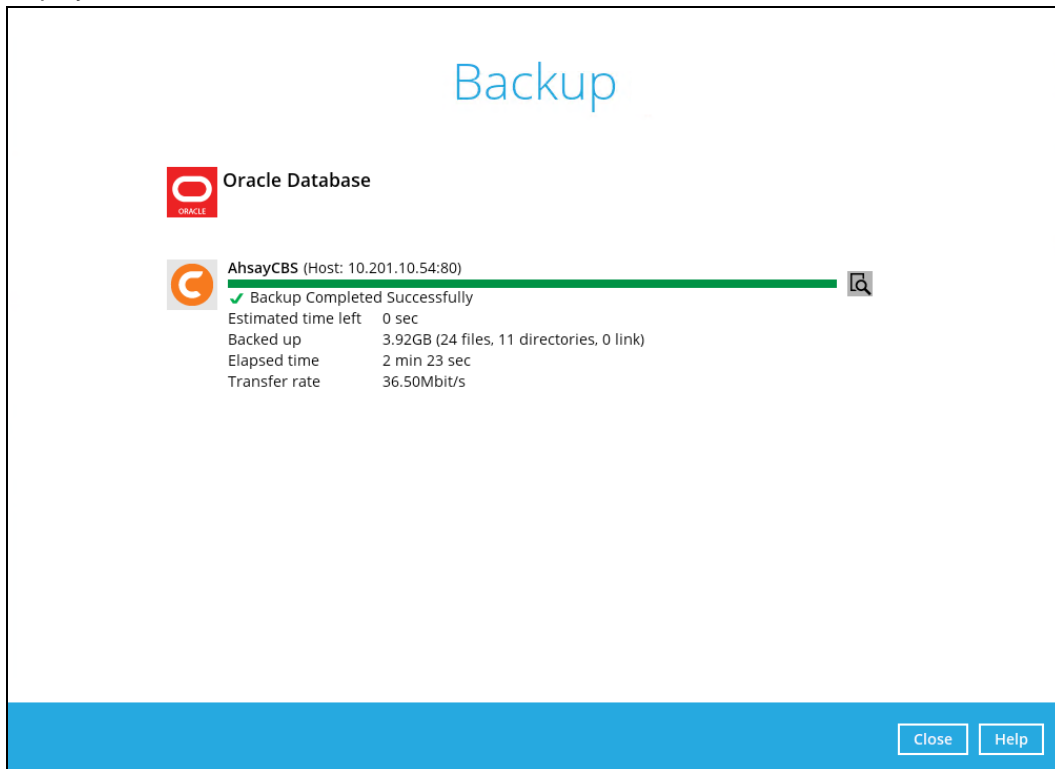 Backup
Oracle Database
ORACLE
AhsayCBS (Host: 10.201.10.54:80)
Backup Completed Successfully
Estimated time left 0 sec
Backed up 3.92GB (24 files, 11 directories, 0 link)
Elapsed time 2 min 23 sec
Transfer rate 36.50Mbit/s
Close Help